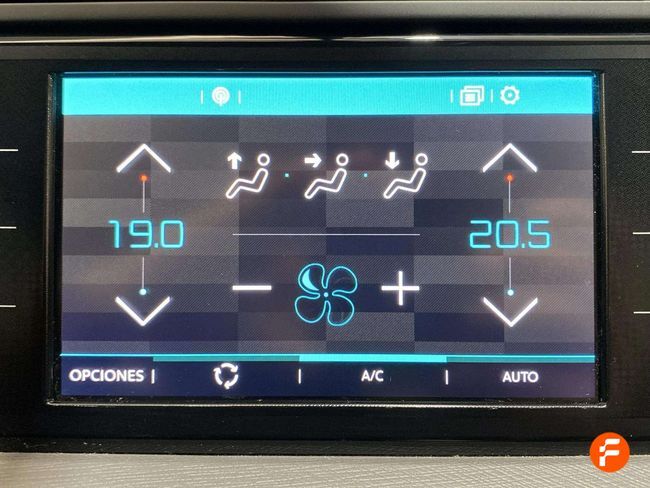 19.0
20.5
OPCIONES
A/C
AUTO